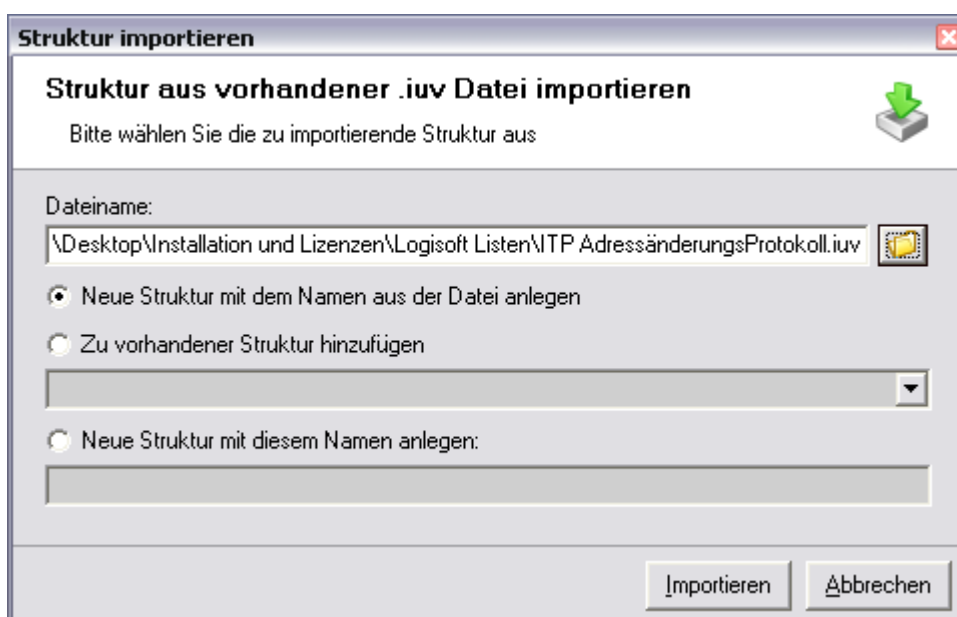 Struktur importieren
Struktur aus vorhandener .iuv Datei importieren
Bitte wählen Sie die zu importierende Struktur aus
Dateiname:
\Desktop\Installation und Lizenzen\Logisoft Listen\ITP AdressänderungsProtokoll.iuv
Neue Struktur mit dem Namen aus der Datei anlegen
Zu vorhandener Struktur hinzufügen
Neue Struktur mit diesem Namen anlegen:
Importieren Abbrechen